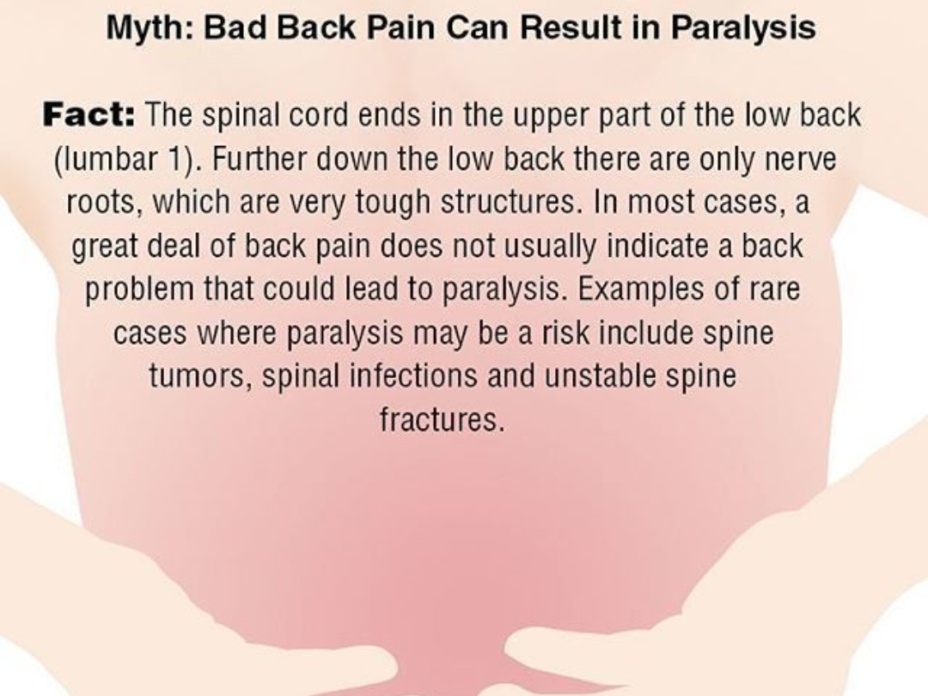 Myth: Bad Back Pain Can Result in Paralysis
Fact: The spinal cord ends in the upper part of the low back
(lumbar 1). Further down the low back there are only nerve
roots, which are very tough structures. In most cases, a
great deal of back pain does not usually indicate a back
problem that could lead to paralysis. Examples of rare
cases where paralysis may be a risk include spine
tumors, spinal infections and unstable spine
fractures.